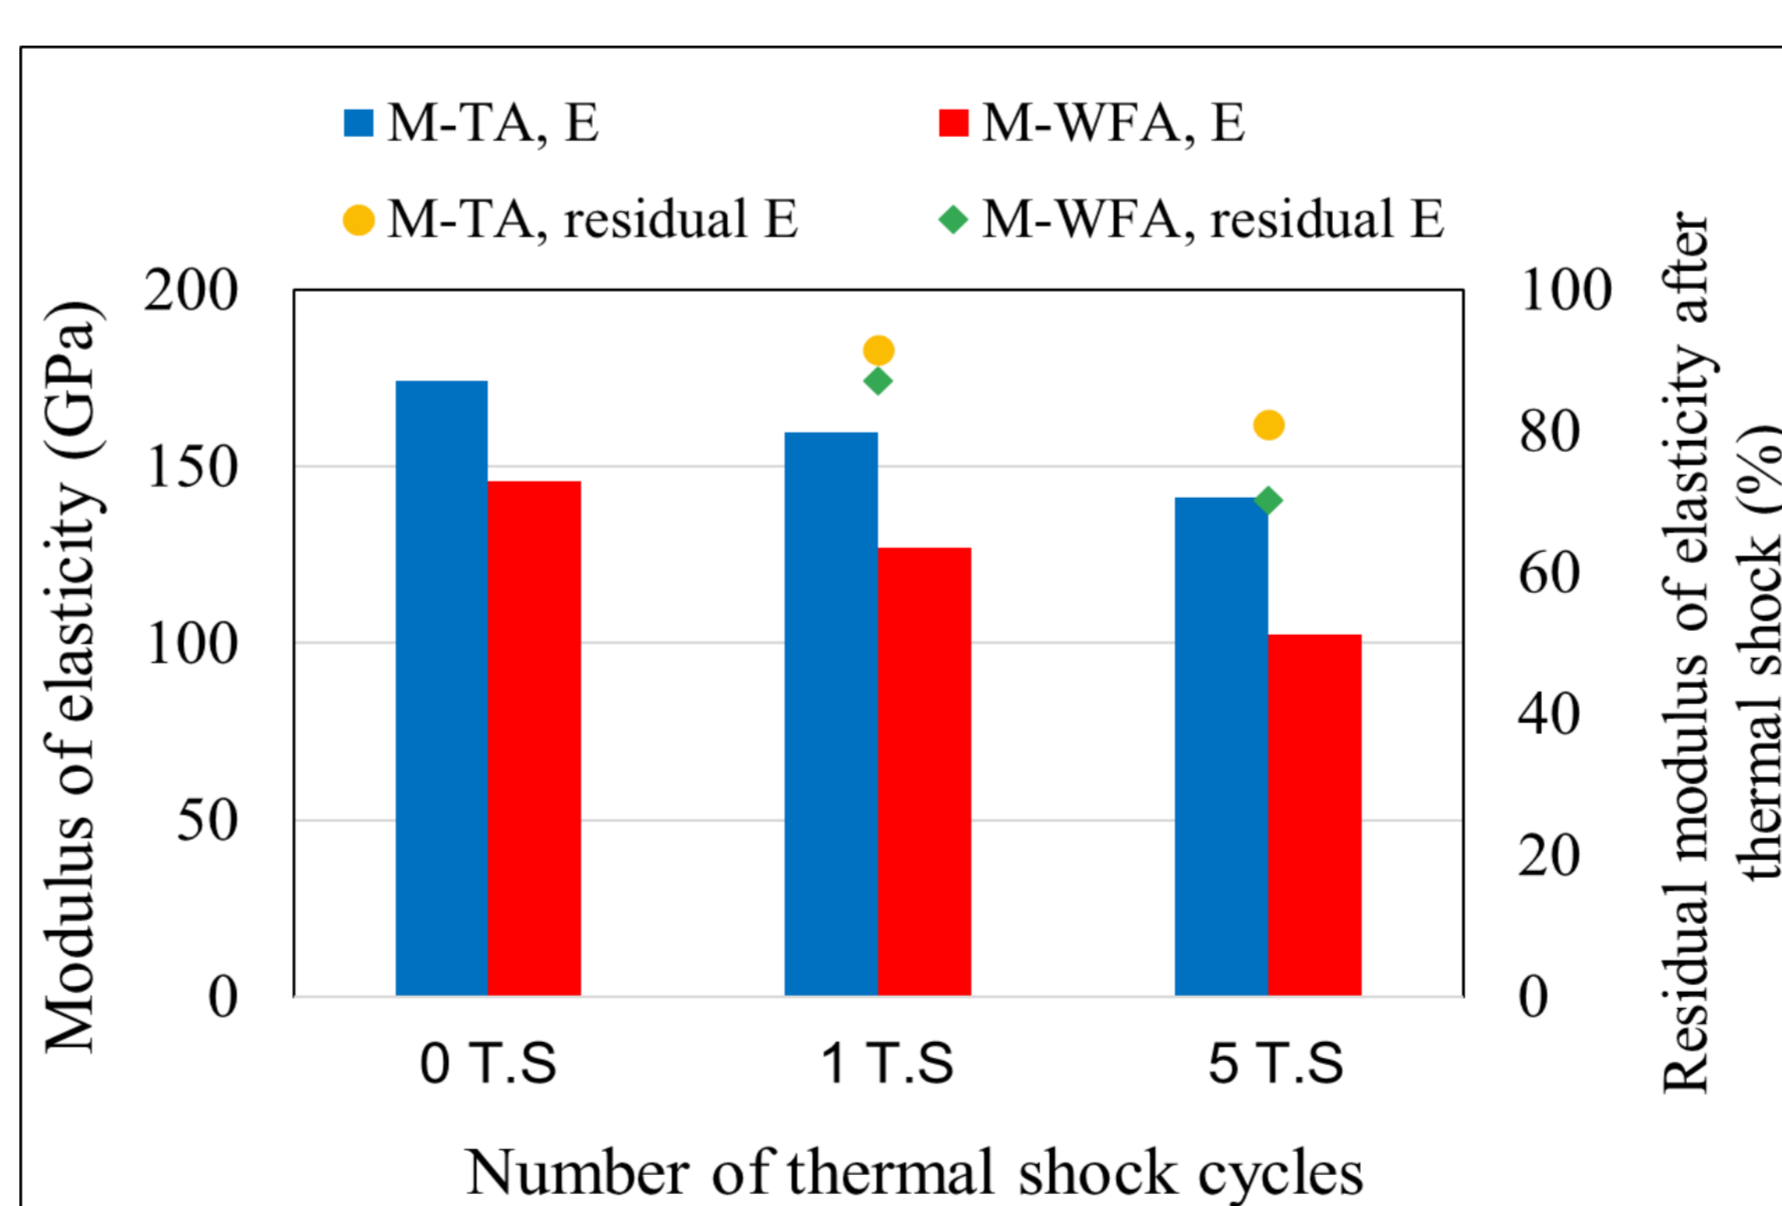 M-TA, E
M-WFA, E
M-TA, residual E
M-WFA, residual E
Modulus of elasticity (GPa)
200
150
100
50
0
100
80
60
40
20
0
Residual modulus of elasticity after
thermal shock (%)
0 T.S
1 T.S
5 T.S
Number of thermal shock cycles